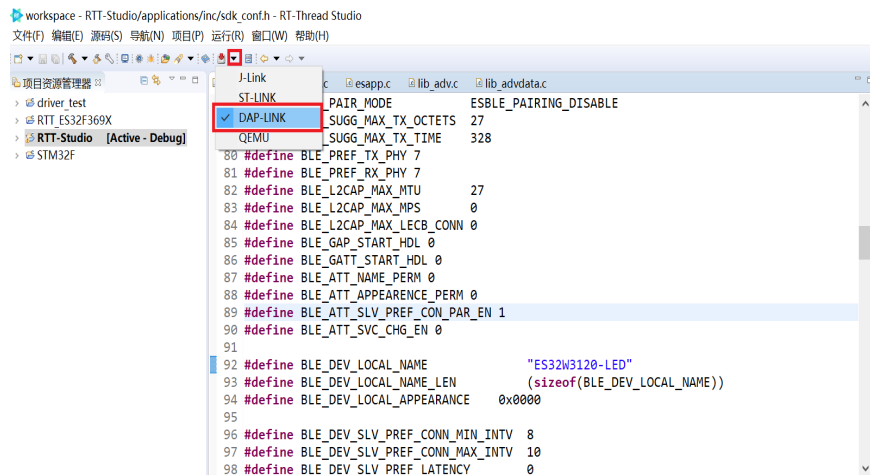 workspace - RTT-Studio/applications/inc/sdk_conf.h - RT-Thread Studio
文件(F) 编辑(E) 源码(S) 导航(N) 项目(P) 运行(R) 窗口(W) 帮助(H)
项目资源管理器
.c esapp.c lib_adv.c lib_advdata.c
driver_test
RTT_ES32F369X
RTT-Studio [Active - Debug]
STM32F
J-Link
ST-LINK
DAP-LINK
QEMU
_PAIR_MODE ESBLE_PAIRING_DISABLE
_SUGG_MAX_TX_OCTETS 27
_SUGG_MAX_TX_TIME 328
80 #define BLE_PREF_TX_PHY 7
81 #define BLE_PREF_RX_PHY 7
82 #define BLE_L2CAP_MAX_MTU 27
83 #define BLE_L2CAP_MAX_MPS 0
84 #define BLE_L2CAP_MAX_LECB_CONN 0
85 #define BLE_GAP_START_HDL 0
86 #define BLE_GATT_START_HDL 0
87 #define BLE_ATT_NAME_PERM 0
88 #define BLE_ATT_APPEARENCE_PERM 0
89 #define BLE_ATT_SLV_PREF_CON_PAR_EN 1
90 #define BLE_ATT_SVC_CHG_EN 0
91
92 #define BLE_DEV_LOCAL_NAME "ES32W3120-LED"
93 #define BLE_DEV_LOCAL_NAME_LEN (sizeof(BLE_DEV_LOCAL_NAME))
94 #define BLE_DEV_LOCAL_APPEARANCE 0x0000
95
96 #define BLE_DEV_SLV_PREF_CONN_MIN_INTV 8
97 #define BLE_DEV_SLV_PREF_CONN_MAX_INTV 10
98 #define BLE_DEV_SLV_PREF_LATENCY 0